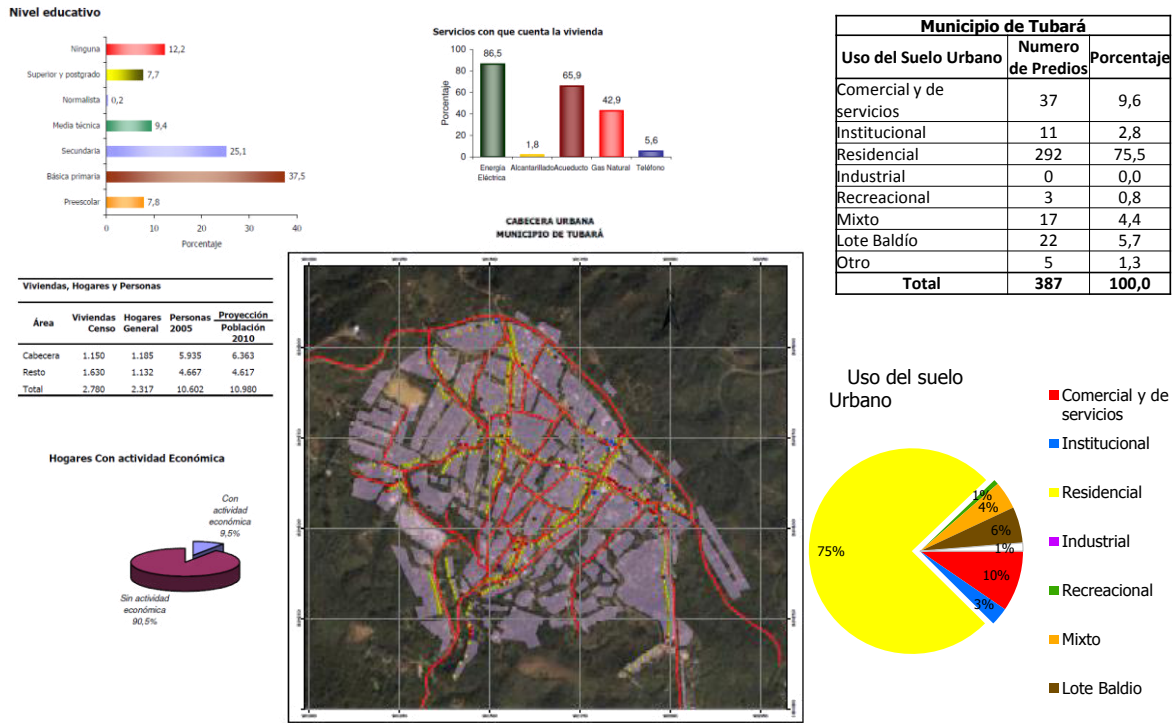 Nivel educativo
Ninguna 12,2
Superior y postgrado 7,7
Normalista 0,2
Media técnica 9,4
Secundaria 25,1
Básica primaria 37,5
Preescolar 7,8
0 10 20 30 40
Porcentaje
Servicios con que cuenta la vivienda
Porcentaje
100
80
60
40
20
0
86,5
1,8
65,9
42,9
5,6
Energía Eléctrica
Alcantarillado
Acueducto
Gas Natural
Teléfono
Municipio de Tubará
Uso del Suelo Urbano Numero de Predios Porcentaje
Comercial y de servicios 37 9,6
Institucional 11 2,8
Residencial 292 75,5
Industrial 0 0,0
Recreacional 3 0,8
Mixto 17 4,4
Lote Baldío 22 5,7
Otro 5 1,3
Total 387 100,0
CABECERA URBANA
MUNICIPIO DE TUBARÁ
Viviendas, Hogares y Personas
Área Viviendas Censo Hogares General Personas 2005 Proyección Población 2010
Cabecera 1.150 1.185 5.935 6.363
Resto 1.630 1.132 4.667 4.617
Total 2.780 2.317 10.602 10.980
Hogares Con actividad Económica
Con
actividad
económica
9,5%
Sin actividad
económica
90,5%
Uso del suelo
Urbano
75%
1%
4%
6%
1%
10%
3%
Comercial y de
servicios
Institucional
Residencial
Industrial
Recreacional
Mixto
Lote Baldio